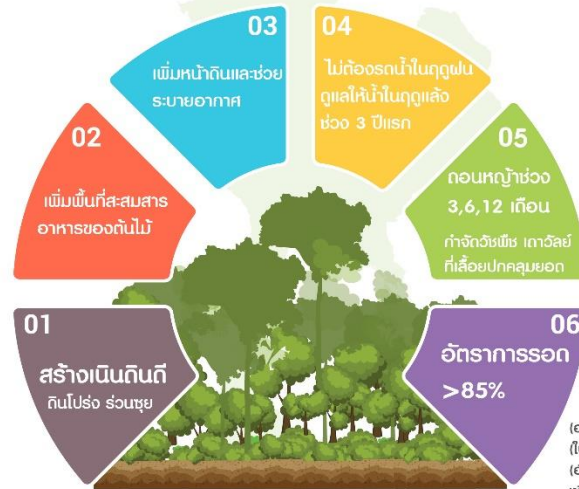 01
สร้างเนินดินดี
ดินโปร่ง ร่วนซุย
02
เพิ่มพื้นที่สะสมสาร
อาหารของต้นไม้
03
เพิ่มหน้าดินและช่วย
ระบายอากาศ
04
ไม่ต้องรดน้ำในฤดูฝน
ดูแลให้น้ำในฤดูแล้ง
ช่วง 3 ปีแรก
05
ถอนหญ้าช่วง
3,6,12 เดือน
กำจัดวัชพืช เถาวัลย์
ที่เลื้อยปกคลุมยอด
06
อัตราการรอด
>85%